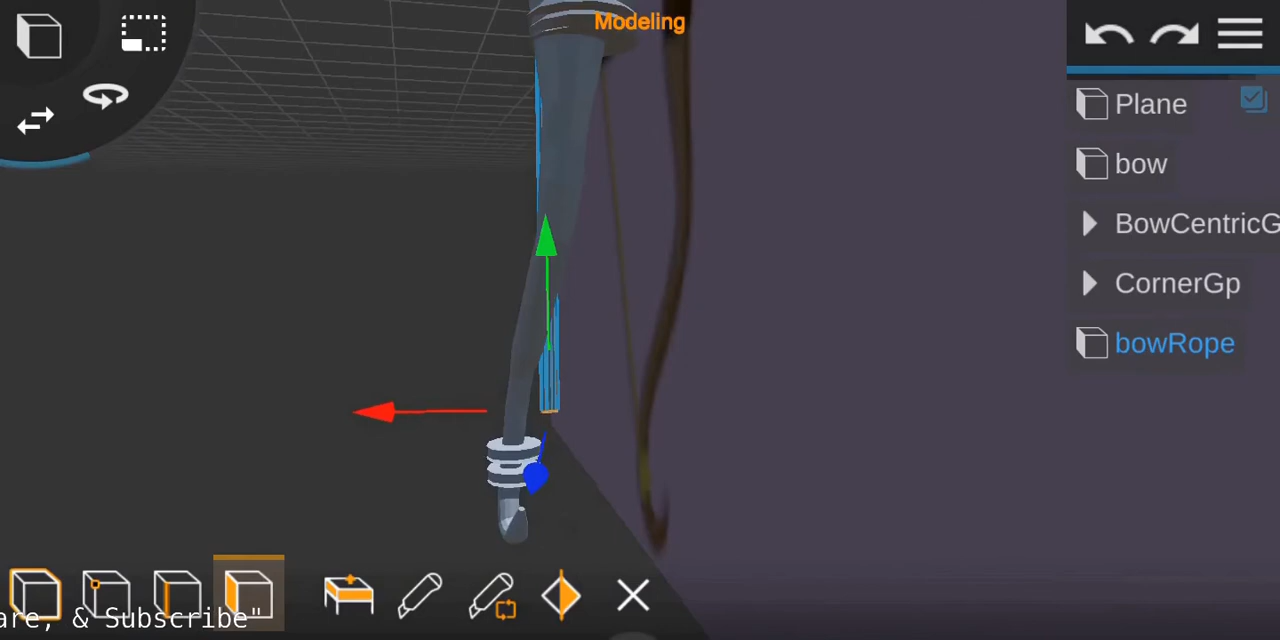 Modeling
Plane
bow
BowCentricG
CornerGp
bowRope
are, & Subscribe"